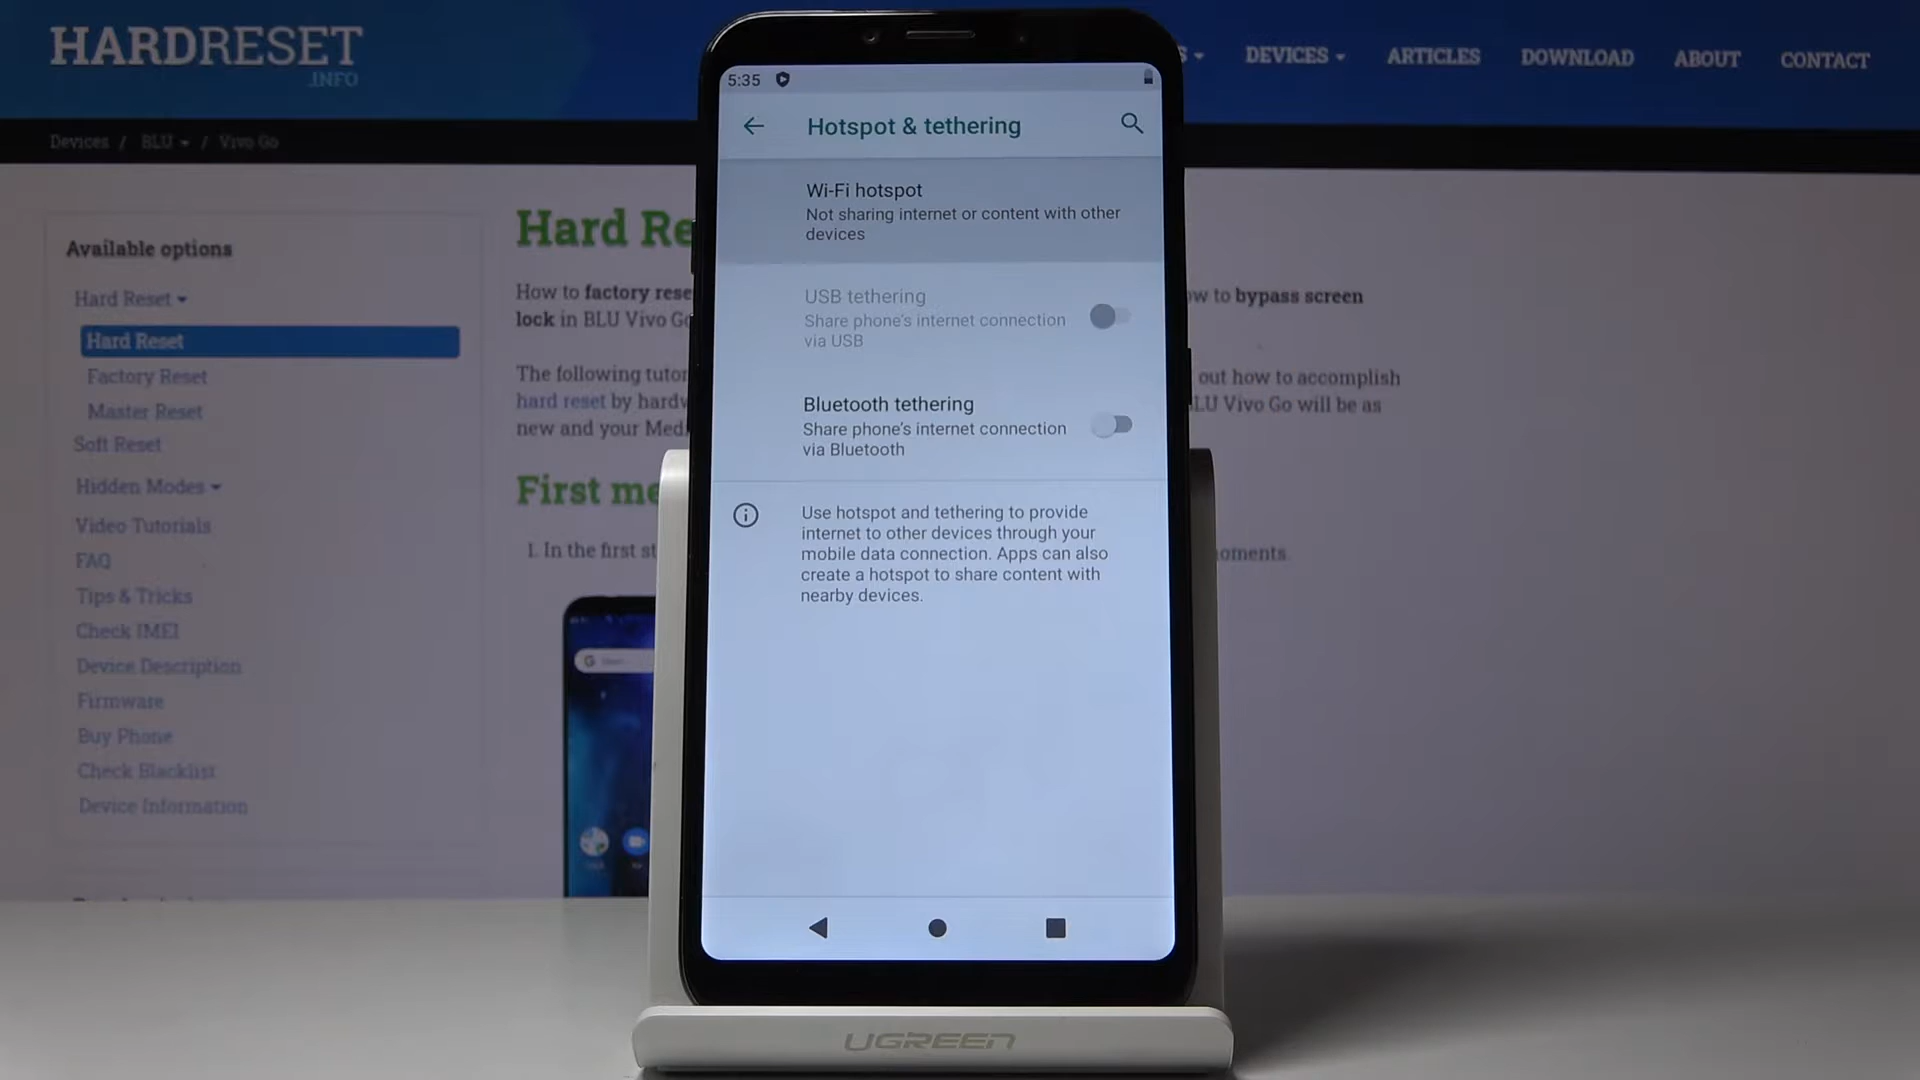 HARDRESET
.INFO
DEVICES
ARTICLES
DOWNLOAD
ABOUT
CONTACT
Devices / BLU / Vivo Go
Available options
Hard Reset
Hard Reset
Factory Reset
Master Reset
Soft Reset
Hidden Modes
Video Tutorials
FAQ
Tips & Tricks
Check IMEI
Device Description
Firmware
Buy Phone
Check Blacklist
Device Information
Hard Re
How to factory rese
lock in BLU Vivo Go
The following tutor
hard reset by hardw
new and your Med
First me
1. In the first st
to bypass screen
out how to accomplish
LU Vivo Go will be as
oments.
5:35
Hotspot & tethering
Wi-Fi hotspot
Not sharing internet or content with other
devices
USB tethering
Share phone's internet connection
via USB
Bluetooth tethering
Share phone's internet connection
via Bluetooth
Use hotspot and tethering to provide
internet to other devices through your
mobile data connection. Apps can also
create a hotspot to share content with
nearby devices.
UGREEN